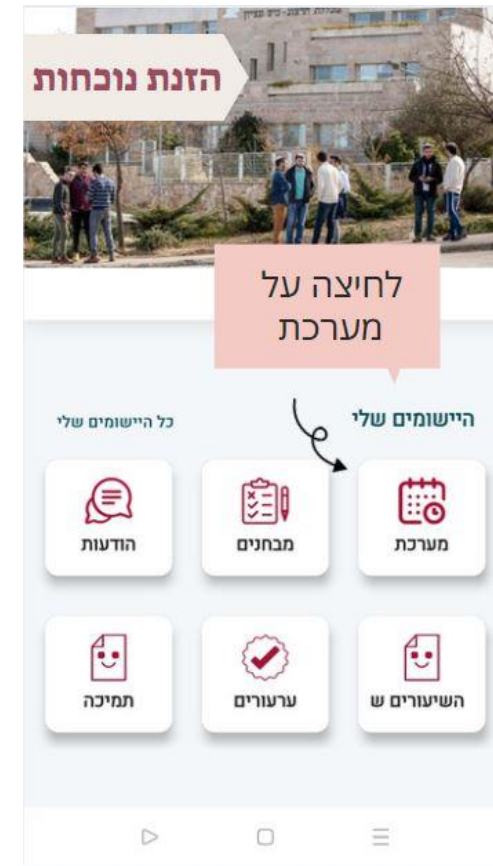 הזנת נוכחות
לחיצה על
מערכת
היישומים שלי
כל היישומים שלי
מערכת
מבחנים
הודעות
השיעורים ש
ערעורים
תמיכה